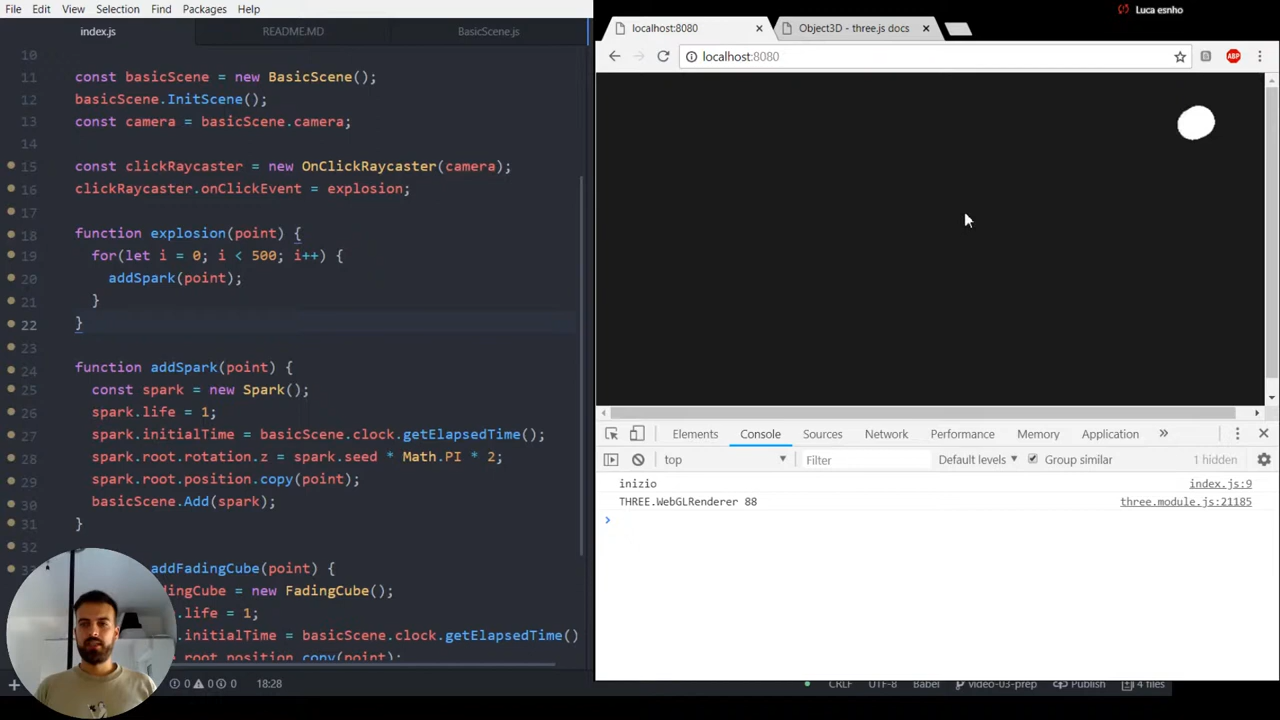 File Edit View Selection Find Packages Help
index.js README.MD BasicScene.js
10
11 const basicScene = new BasicScene();
12 basicScene.InitScene();
13 const camera = basicScene.camera;
14
15 const clickRaycaster = new OnClickRaycaster(camera);
16 clickRaycaster.onClickEvent = explosion;
17
18 function explosion(point) {
19 for(let i = 0; i < 500; i++) {
20 addSpark(point);
21 }
22 }
23
24 function addSpark(point) {
25 const spark = new Spark();
26 spark.life = 1;
27 spark.initialTime = basicScene.clock.getElapsedTime();
28 spark.root.rotation.z = spark.seed * Math.PI * 2;
29 spark.root.position.copy(point);
30 basicScene.Add(spark);
31 }
32
addFadingCube(point) {
dingCube = new FadingCube();
.life = 1;
.initialTime = basicScene.clock.getElapsedTime()
.root.position.copy(point);
0 0 0 18:28 CRLF UTF-8 Babel video-03-prep Publish 4 files
Luca esnho
localhost:8080 Object3D - three.js docs
localhost:8080 ABP
Elements Console Sources Network Performance Memory Application
top Filter Default levels Group similar 1 hidden
inizio index.js:9
THREE.WebGLRenderer 88 three.module.js:21185